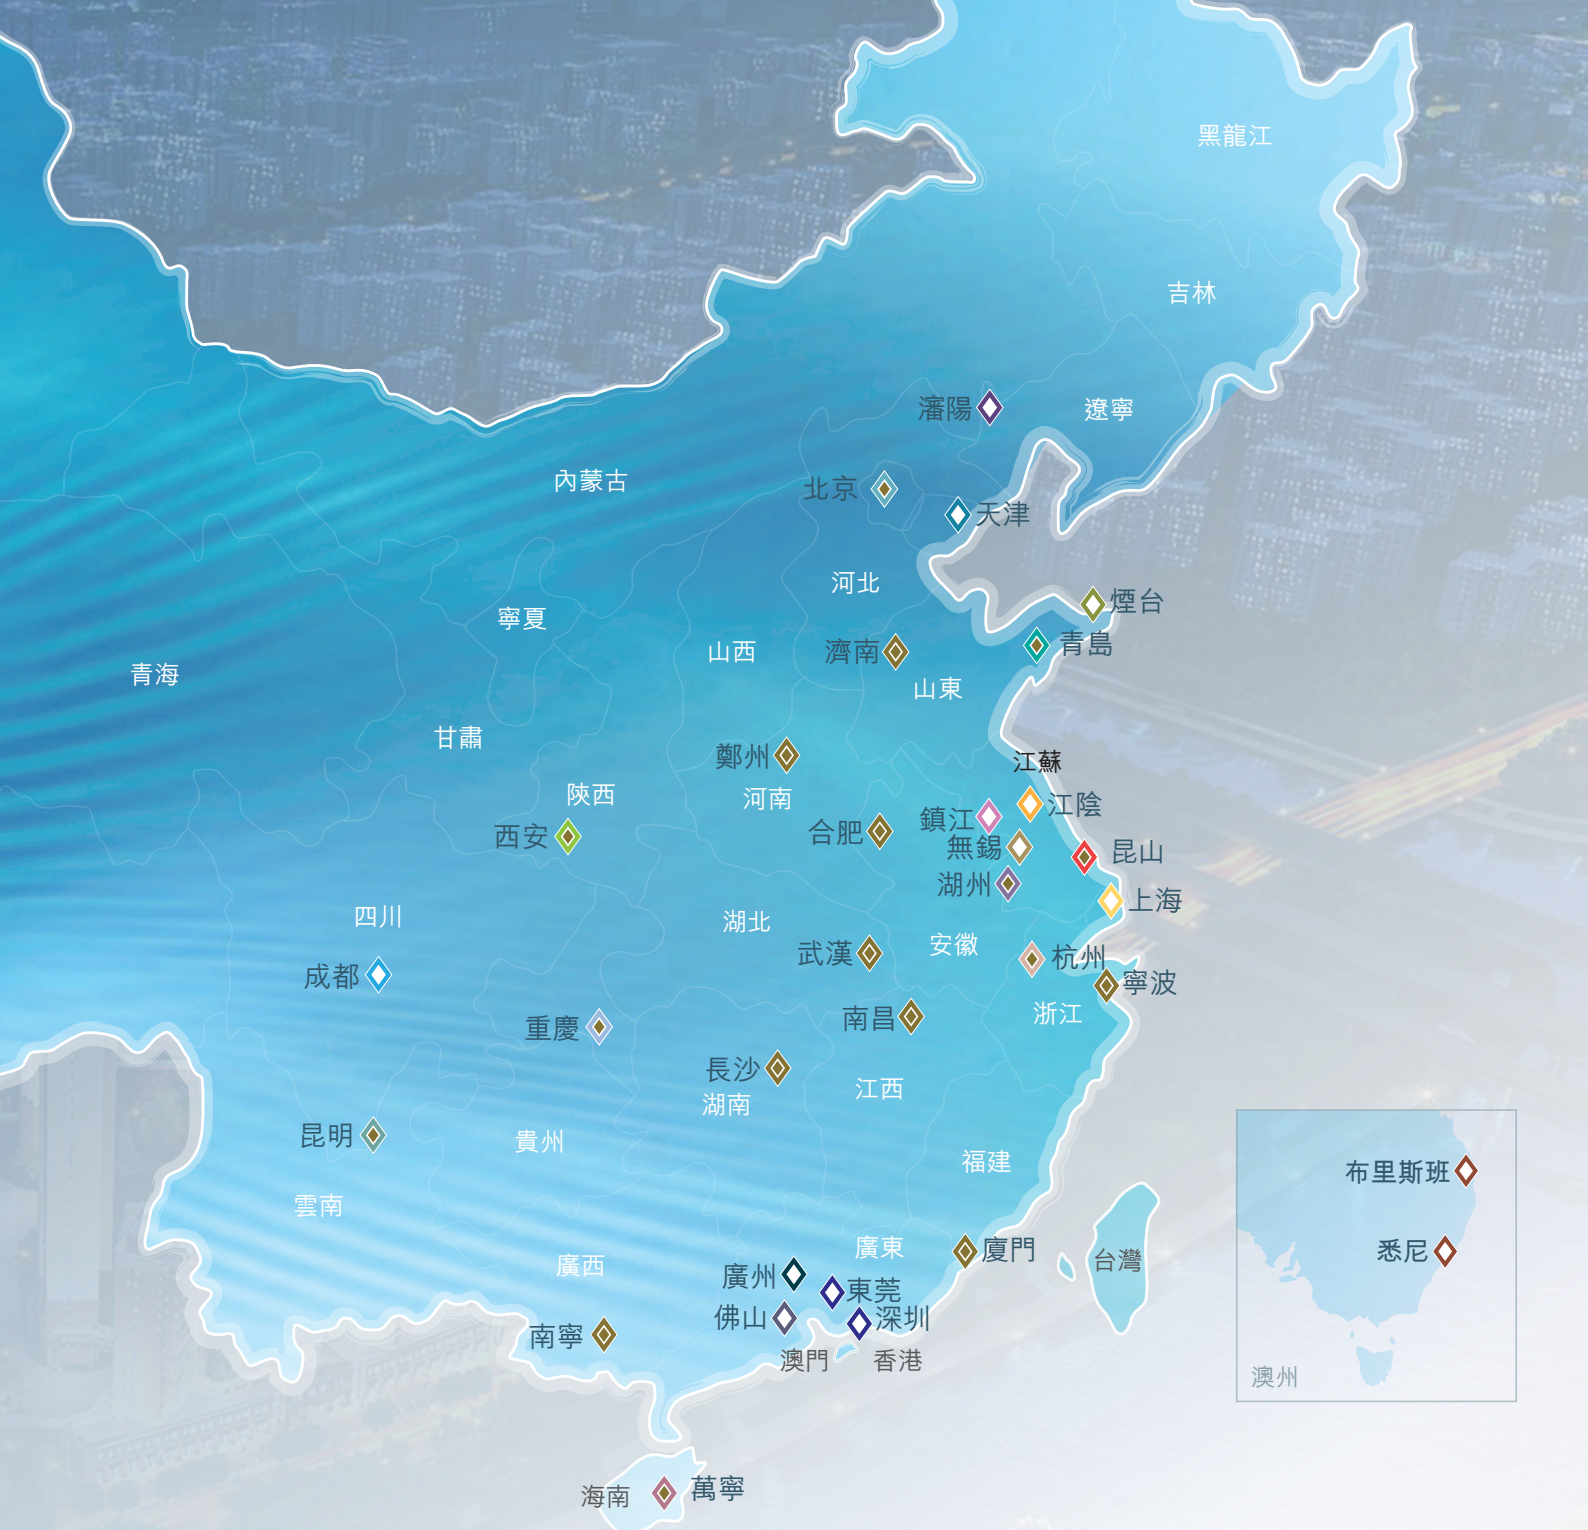 黑龍江
吉林
瀋陽
遼寧
內蒙古
北京
天津
河北
煙台
寧夏
青島
山西
濟南
青海
山東
甘肅
鄭州
江蘇
陝西
河南
江陰
鎮江
合肥
西安
無錫
昆山
湖州
上海
四川
湖北
安徽
武漢
杭州
成都
寧波
浙江
南昌
重慶
長沙
江西
湖南
昆明
貴州
福建
布里斯班
雲南
廣東
廈門
悉尼
台灣
廣西
廣州
東莞
佛山
深圳
南寧
澳門
香港
澳州
萬寧
海南